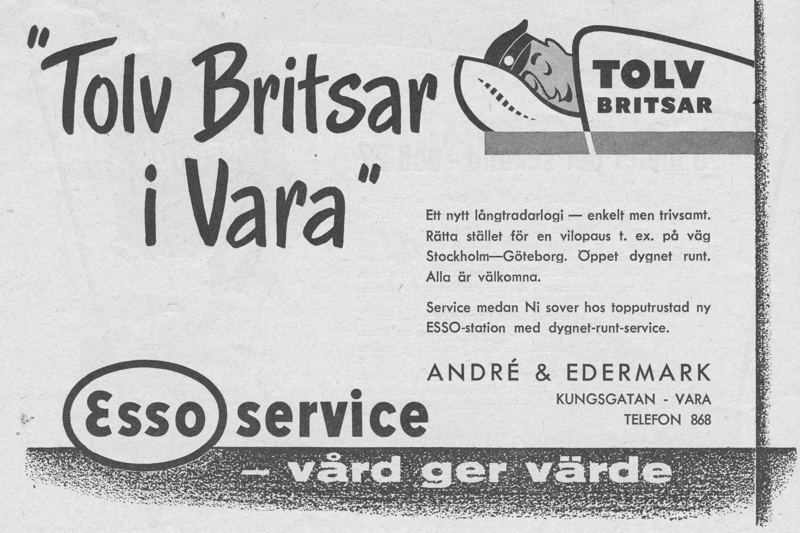 "Tolv Britsar
i Vara"
TOLV
BRITSAR
Ett nytt långtradarlogi — enkelt men trivsamt.
Rätta stället för en vilopaus t. ex. på väg
Stockholm—Göteborg. Öppet dygnet runt.
Alla är välkomna.
Service medan Ni sover hos topputrustad ny
ESSO-station med dygnet-runt-service.
ANDRÉ & EDERMARK
KUNGSGATAN - VARA
TELEFON 868
Esso service
— vård ger värde